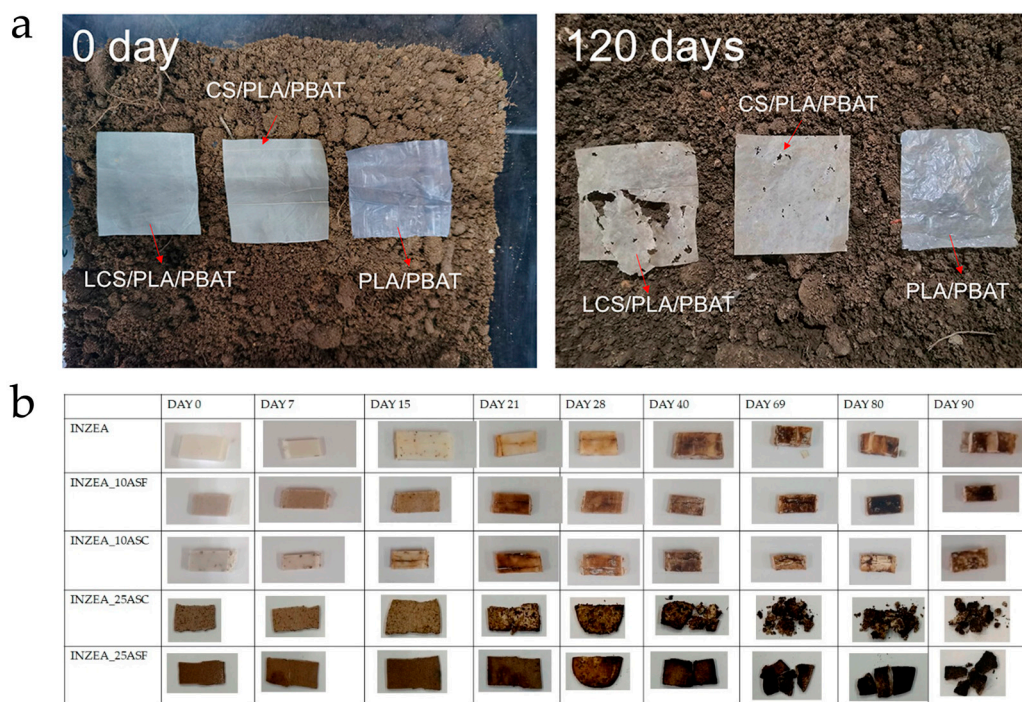 a
0 day
CS/PLA/PBAT
LCS/PLA/PBAT
PLA/PBAT
120 days
CS/PLA/PBAT
LCS/PLA/PBAT
PLA/PBAT
b
DAY 0 DAY 7 DAY 15 DAY 21 DAY 28 DAY 40 DAY 69 DAY 80 DAY 90
INZEA
INZEA_10ASF
INZEA_10ASC
INZEA_25ASC
INZEA_25ASF